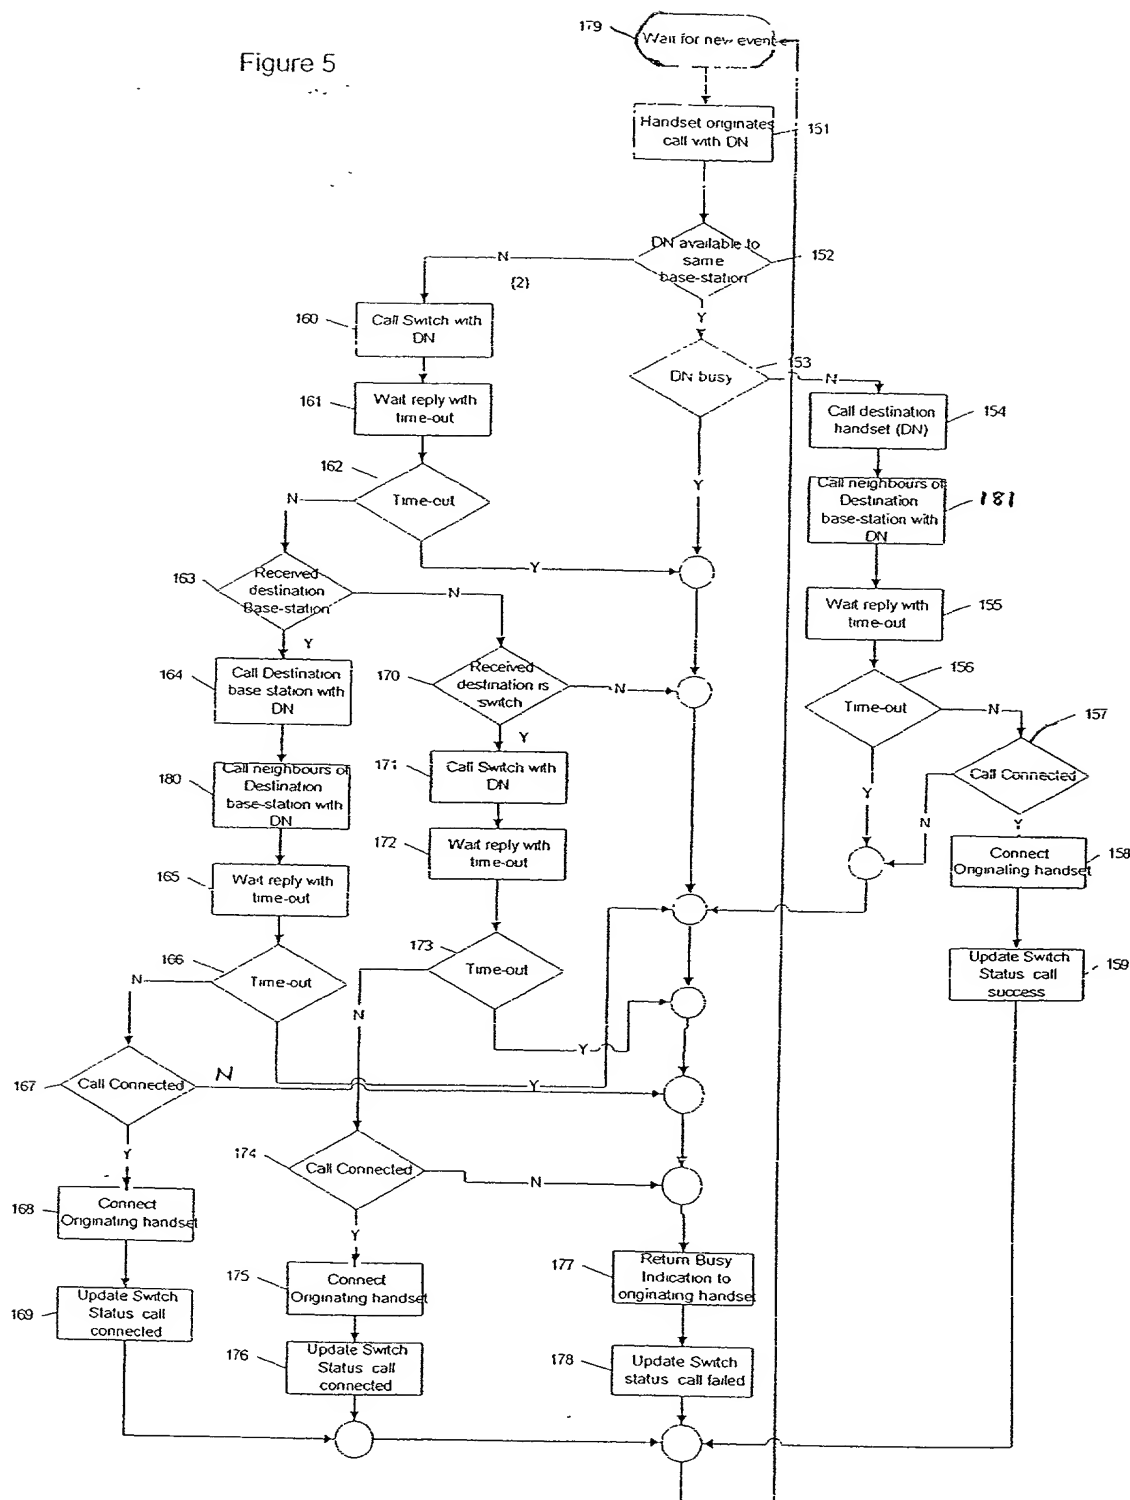 Figure 5
179
Wait for new event
Handset originates
call with DN
151
DN available to
same
base-station
152
N
{2}
Y
160
Call Switch with
DN
DN busy
153
N
161
Wait reply with
time-out
Call destination
handset (DN)
154
162
Time-out
N
Y
Y
Call neighbours of
Destination
base-station with
DN
181
163
Received
destination
Base-station
N
Y
Wait reply with
time-out
155
164
Call Destination
base station with
DN
170
Received
destination is
switch
N
Y
Time-out
156
N
Y
157
Call Connected
N
Y
180
Call neighbours of
Destination
base-station with
DN
171
Call Switch with
DN
172
Wait reply with
time-out
Connect
Originating handset
158
165
Wait reply with
time-out
166
Time-out
N
Y
173
Time-out
N
Y
Update Switch
Status call
success
159
167
Call Connected
N
Y
174
Call Connected
N
Y
168
Connect
Originating handset
175
Connect
Originating handset
177
Return Busy
Indication to
originating handset
169
Update Switch
Status call
connected
176
Update Switch
Status call
connected
178
Update Switch
status call failed